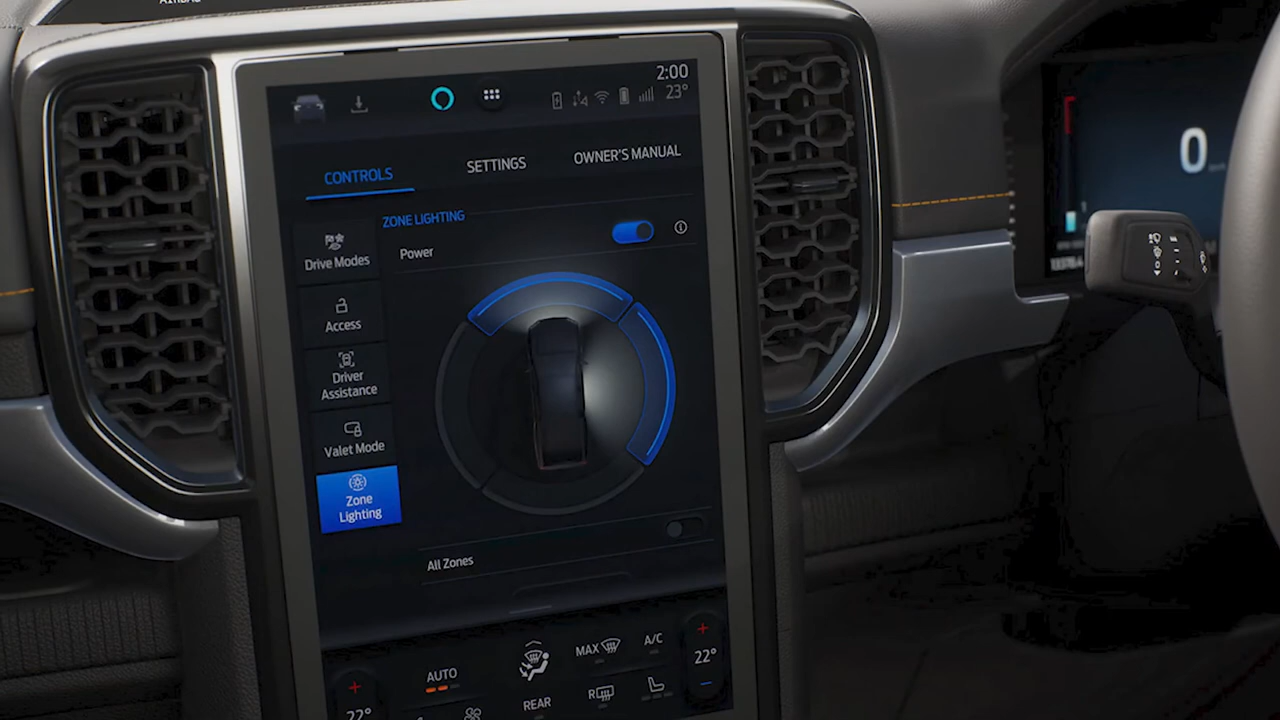 2:00
23°
CONTROLS
SETTINGS
OWNER'S MANUAL
ZONE LIGHTING
Power
Drive Modes
Access
Driver
Assistance
Valet Mode
Zone
Lighting
All Zones
MAX
A/C
AUTO
22°
REAR
R
22°
0